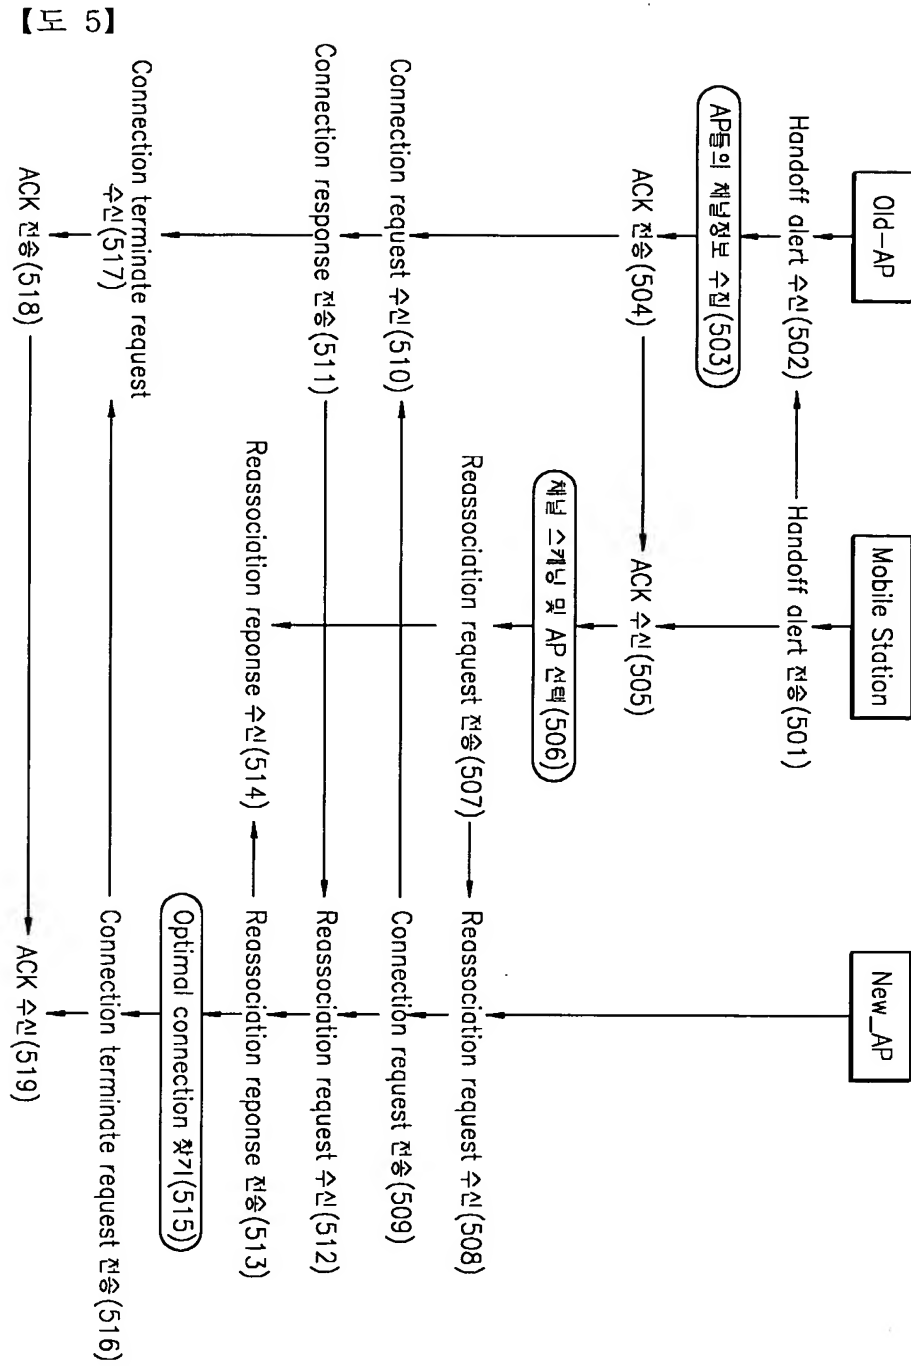 【도 5】
Old-AP
Mobile Station
New_AP
Handoff alert 전송(501)
Handoff alert 수신(502)
AP들의 채널정보 수집(503)
ACK 전송(504)
ACK 수신(505)
채널 스캐닝 및 AP 선택(506)
Reassociation request 전송(507)
Reassociation request 수신(508)
Connection request 전송(509)
Connection request 수신(510)
Connection response 전송(511)
Reassociation request 수신(512)
Reassociation reponse 전송(513)
Reassociation reponse 수신(514)
Optimal connection 찾기(515)
Connection terminate request 전송(516)
Connection terminate request
수신(517)
ACK 전송(518)
ACK 수신(519)